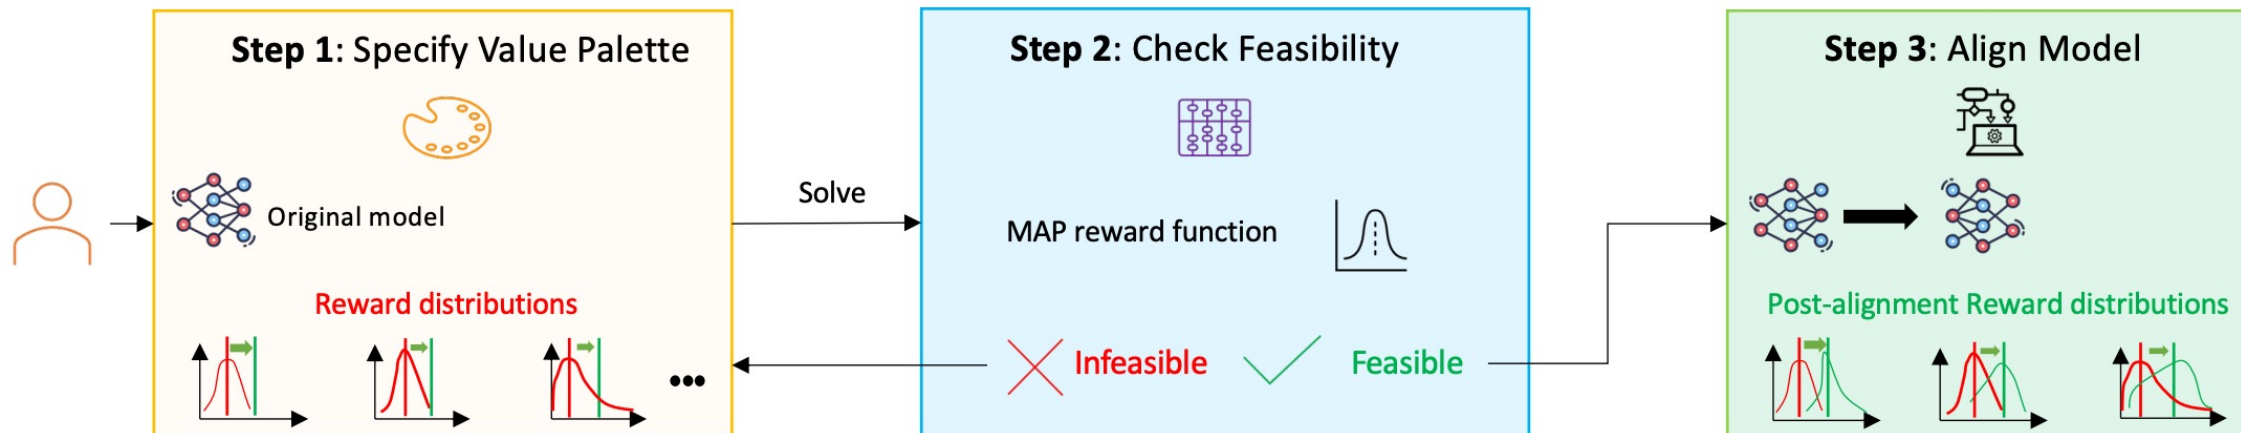 Step 1: Specify Value Palette
Original model
Reward distributions
Solve
Step 2: Check Feasibility
MAP reward function
Infeasible
Feasible
Step 3: Align Model
Post-alignment Reward distributions